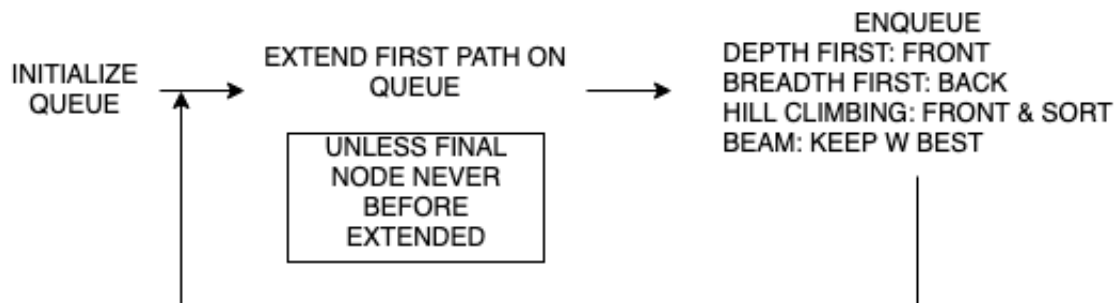 INITIALIZE
QUEUE
EXTEND FIRST PATH ON
QUEUE
UNLESS FINAL
NODE NEVER
BEFORE
EXTENDED
ENQUEUE
DEPTH FIRST: FRONT
BREADTH FIRST: BACK
HILL CLIMBING: FRONT & SORT
BEAM: KEEP W BEST